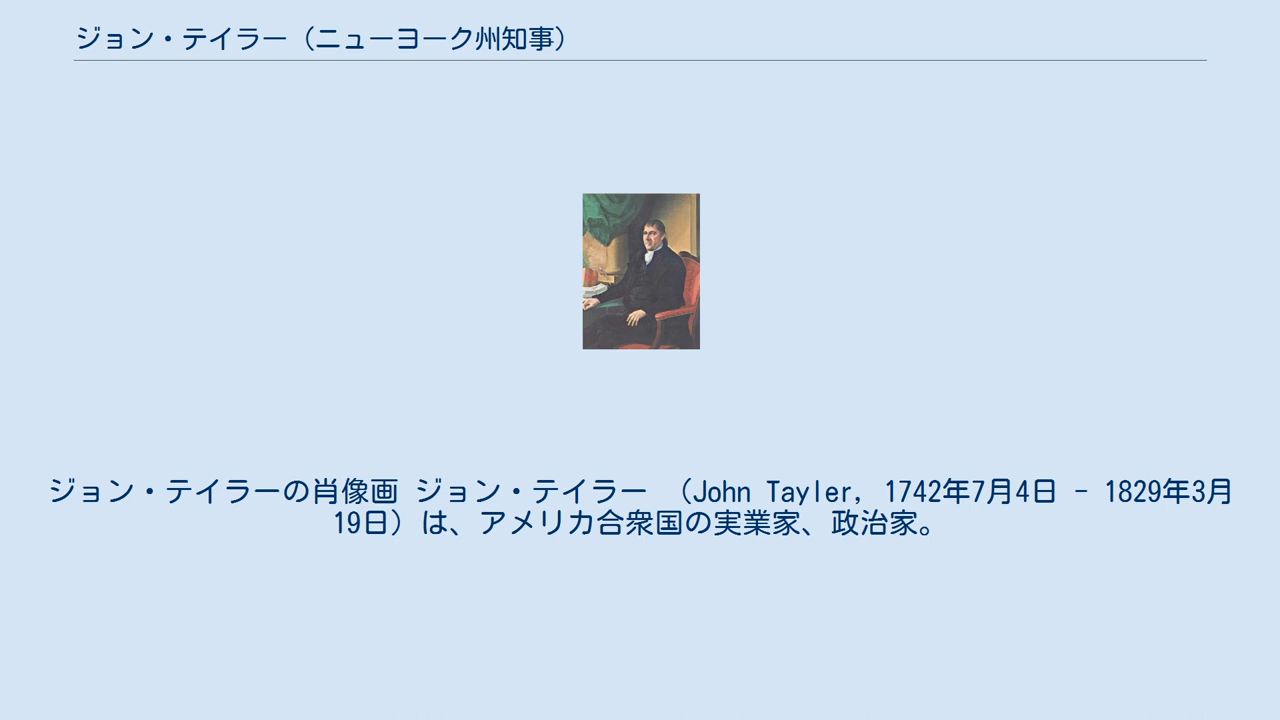 ジョン・テイラー（ニューヨーク州知事）
ジョン・テイラーの肖像画 ジョン・テイラー （John Tayler, 1742年7月4日 - 1829年3月
19日）は、アメリカ合衆国の実業家、政治家。